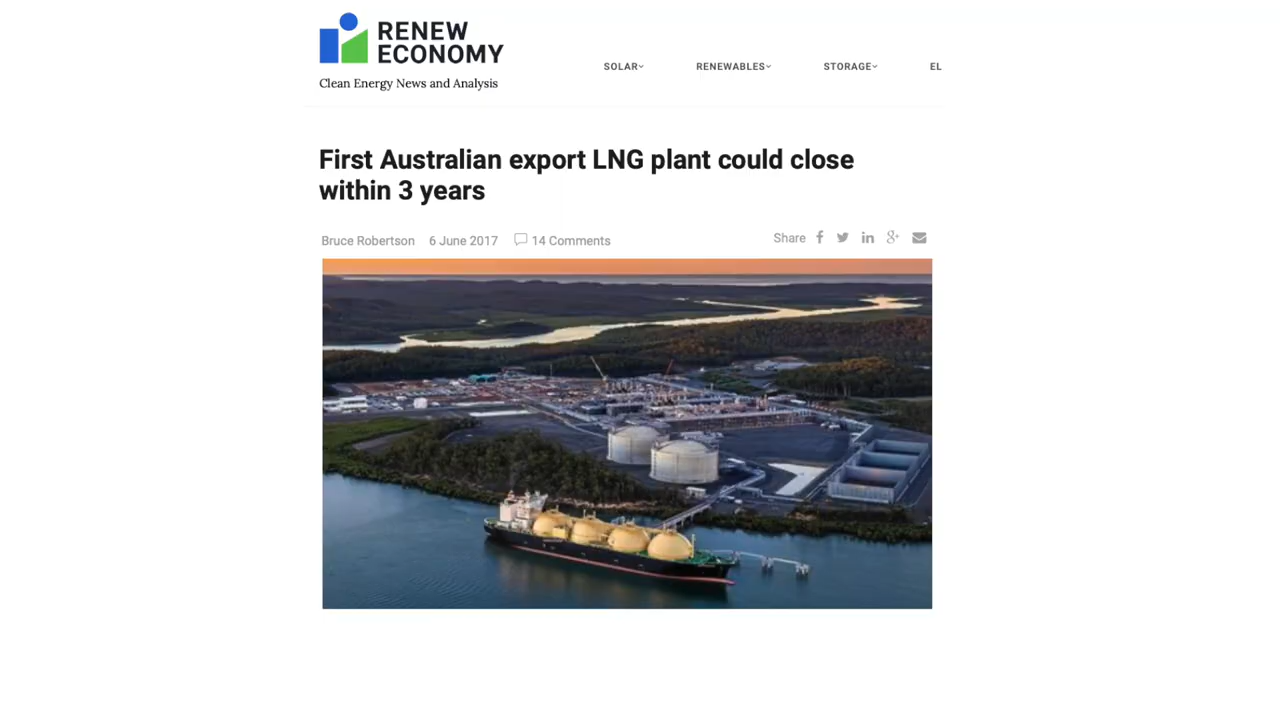 RENEW
ECONOMY
Clean Energy News and Analysis
SOLAR
RENEWABLES
STORAGE
EL
First Australian export LNG plant could close
within 3 years
Bruce Robertson 6 June 2017 14 Comments
Share